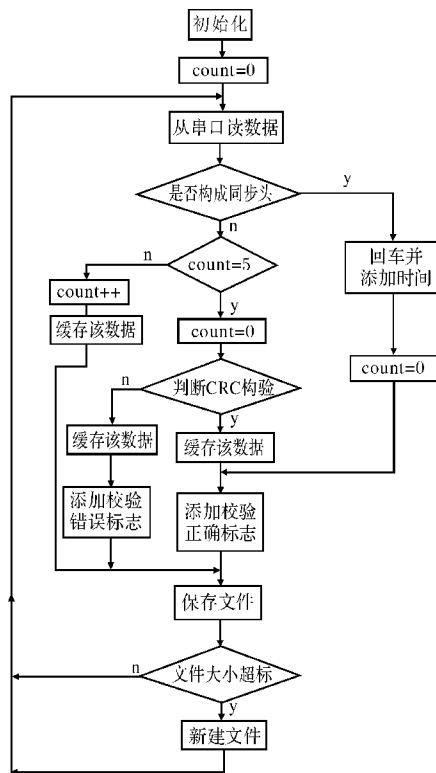 初始化
count=0
从串口读数据
是否构成同步头
y
n
n
count=5
回车并
添加时间
count++
y
缓存该数据
count=0
count=0
n
判断CRC构验
y
缓存该数据
缓存该数据
添加校验
错误标志
添加校验
正确标志
保存文件
n
文件大小超标
y
新建文件